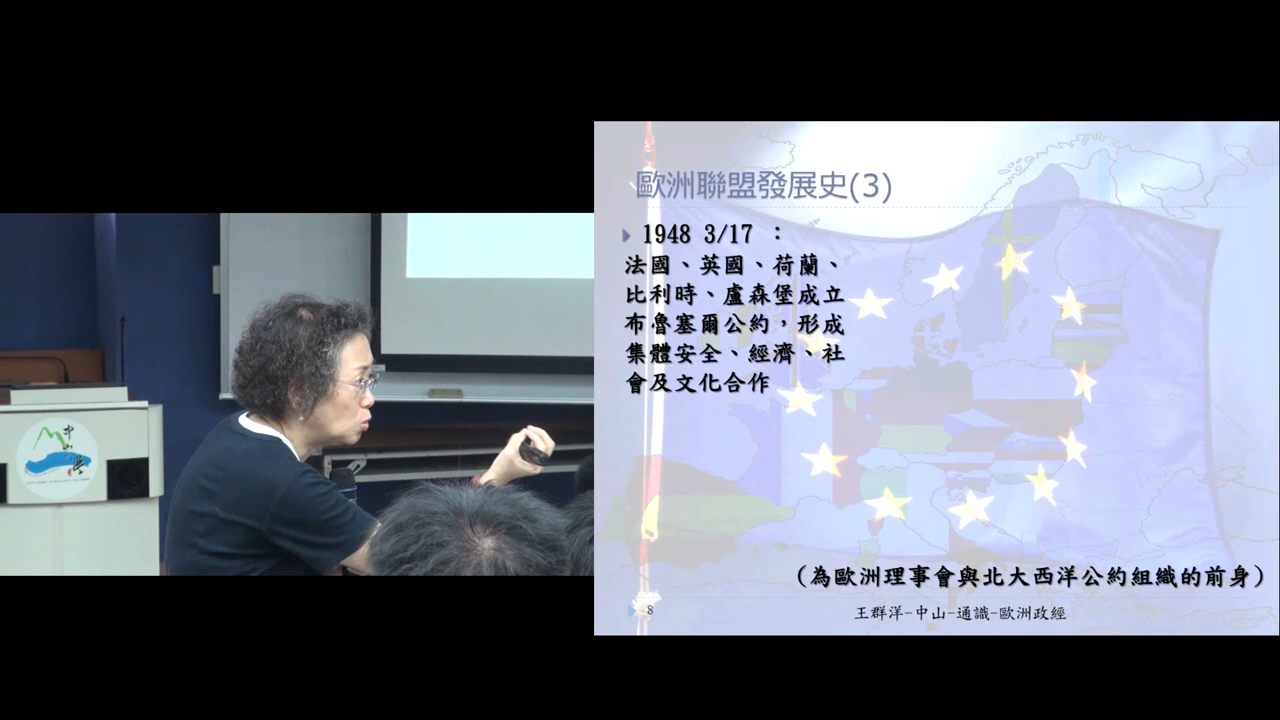 歐洲聯盟發展史(3)
1948 3/17 ：
法國、英國、荷蘭、
比利時、盧森堡成立
布魯塞爾公約，形成
集體安全、經濟、社
會及文化合作
(為歐洲理事會與北大西洋公約組織的前身)
8
王群洋-中山-通識-歐洲政經
中山大學